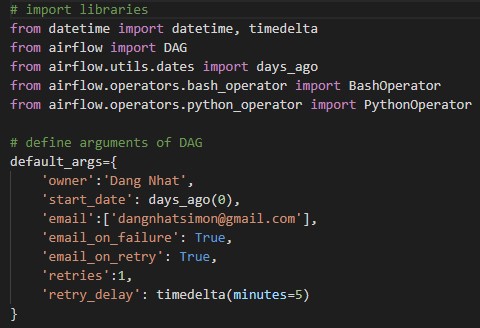 # import libraries
from datetime import datetime, timedelta
from airflow import DAG
from airflow.utils.dates import days_ago
from airflow.operators.bash_operator import BashOperator
from airflow.operators.python_operator import PythonOperator
# define arguments of DAG
default_args={
'owner':'Dang Nhat',
'start_date': days_ago(0),
'email':['dangnhatsimon@gmail.com'],
'email_on_failure': True,
'email_on_retry': True,
'retries':1,
'retry_delay': timedelta(minutes=5)
}